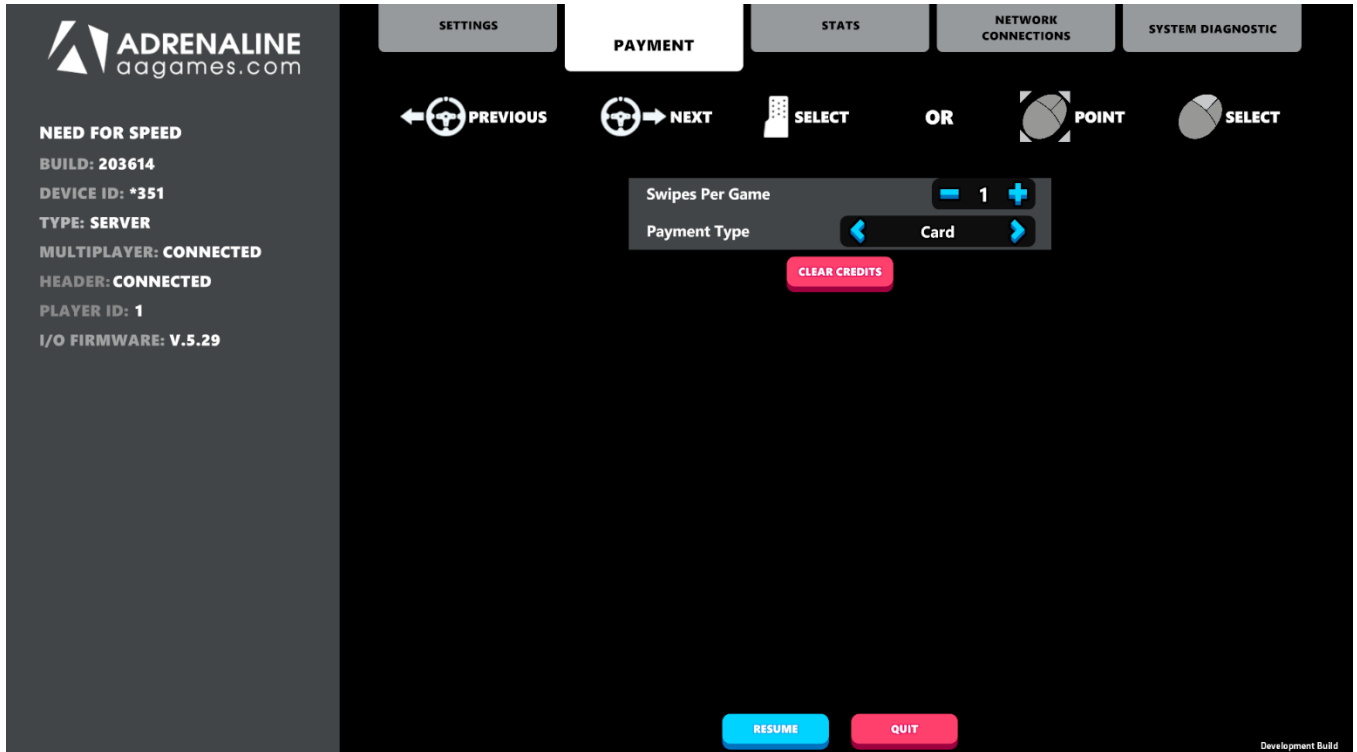 ADRENALINE
aagames.com
NEED FOR SPEED
BUILD: 203614
DEVICE ID: *351
TYPE: SERVER
MULTIPLAYER: CONNECTED
HEADER: CONNECTED
PLAYER ID: 1
I/O FIRMWARE: V.5.29
SETTINGS
PAYMENT
STATS
NETWORK
CONNECTIONS
SYSTEM DIAGNOSTIC
PREVIOUS
NEXT
SELECT
OR
POINT
SELECT
Swipes Per Game 1
Payment Type Card
CLEAR CREDITS
RESUME
QUIT
Development Build